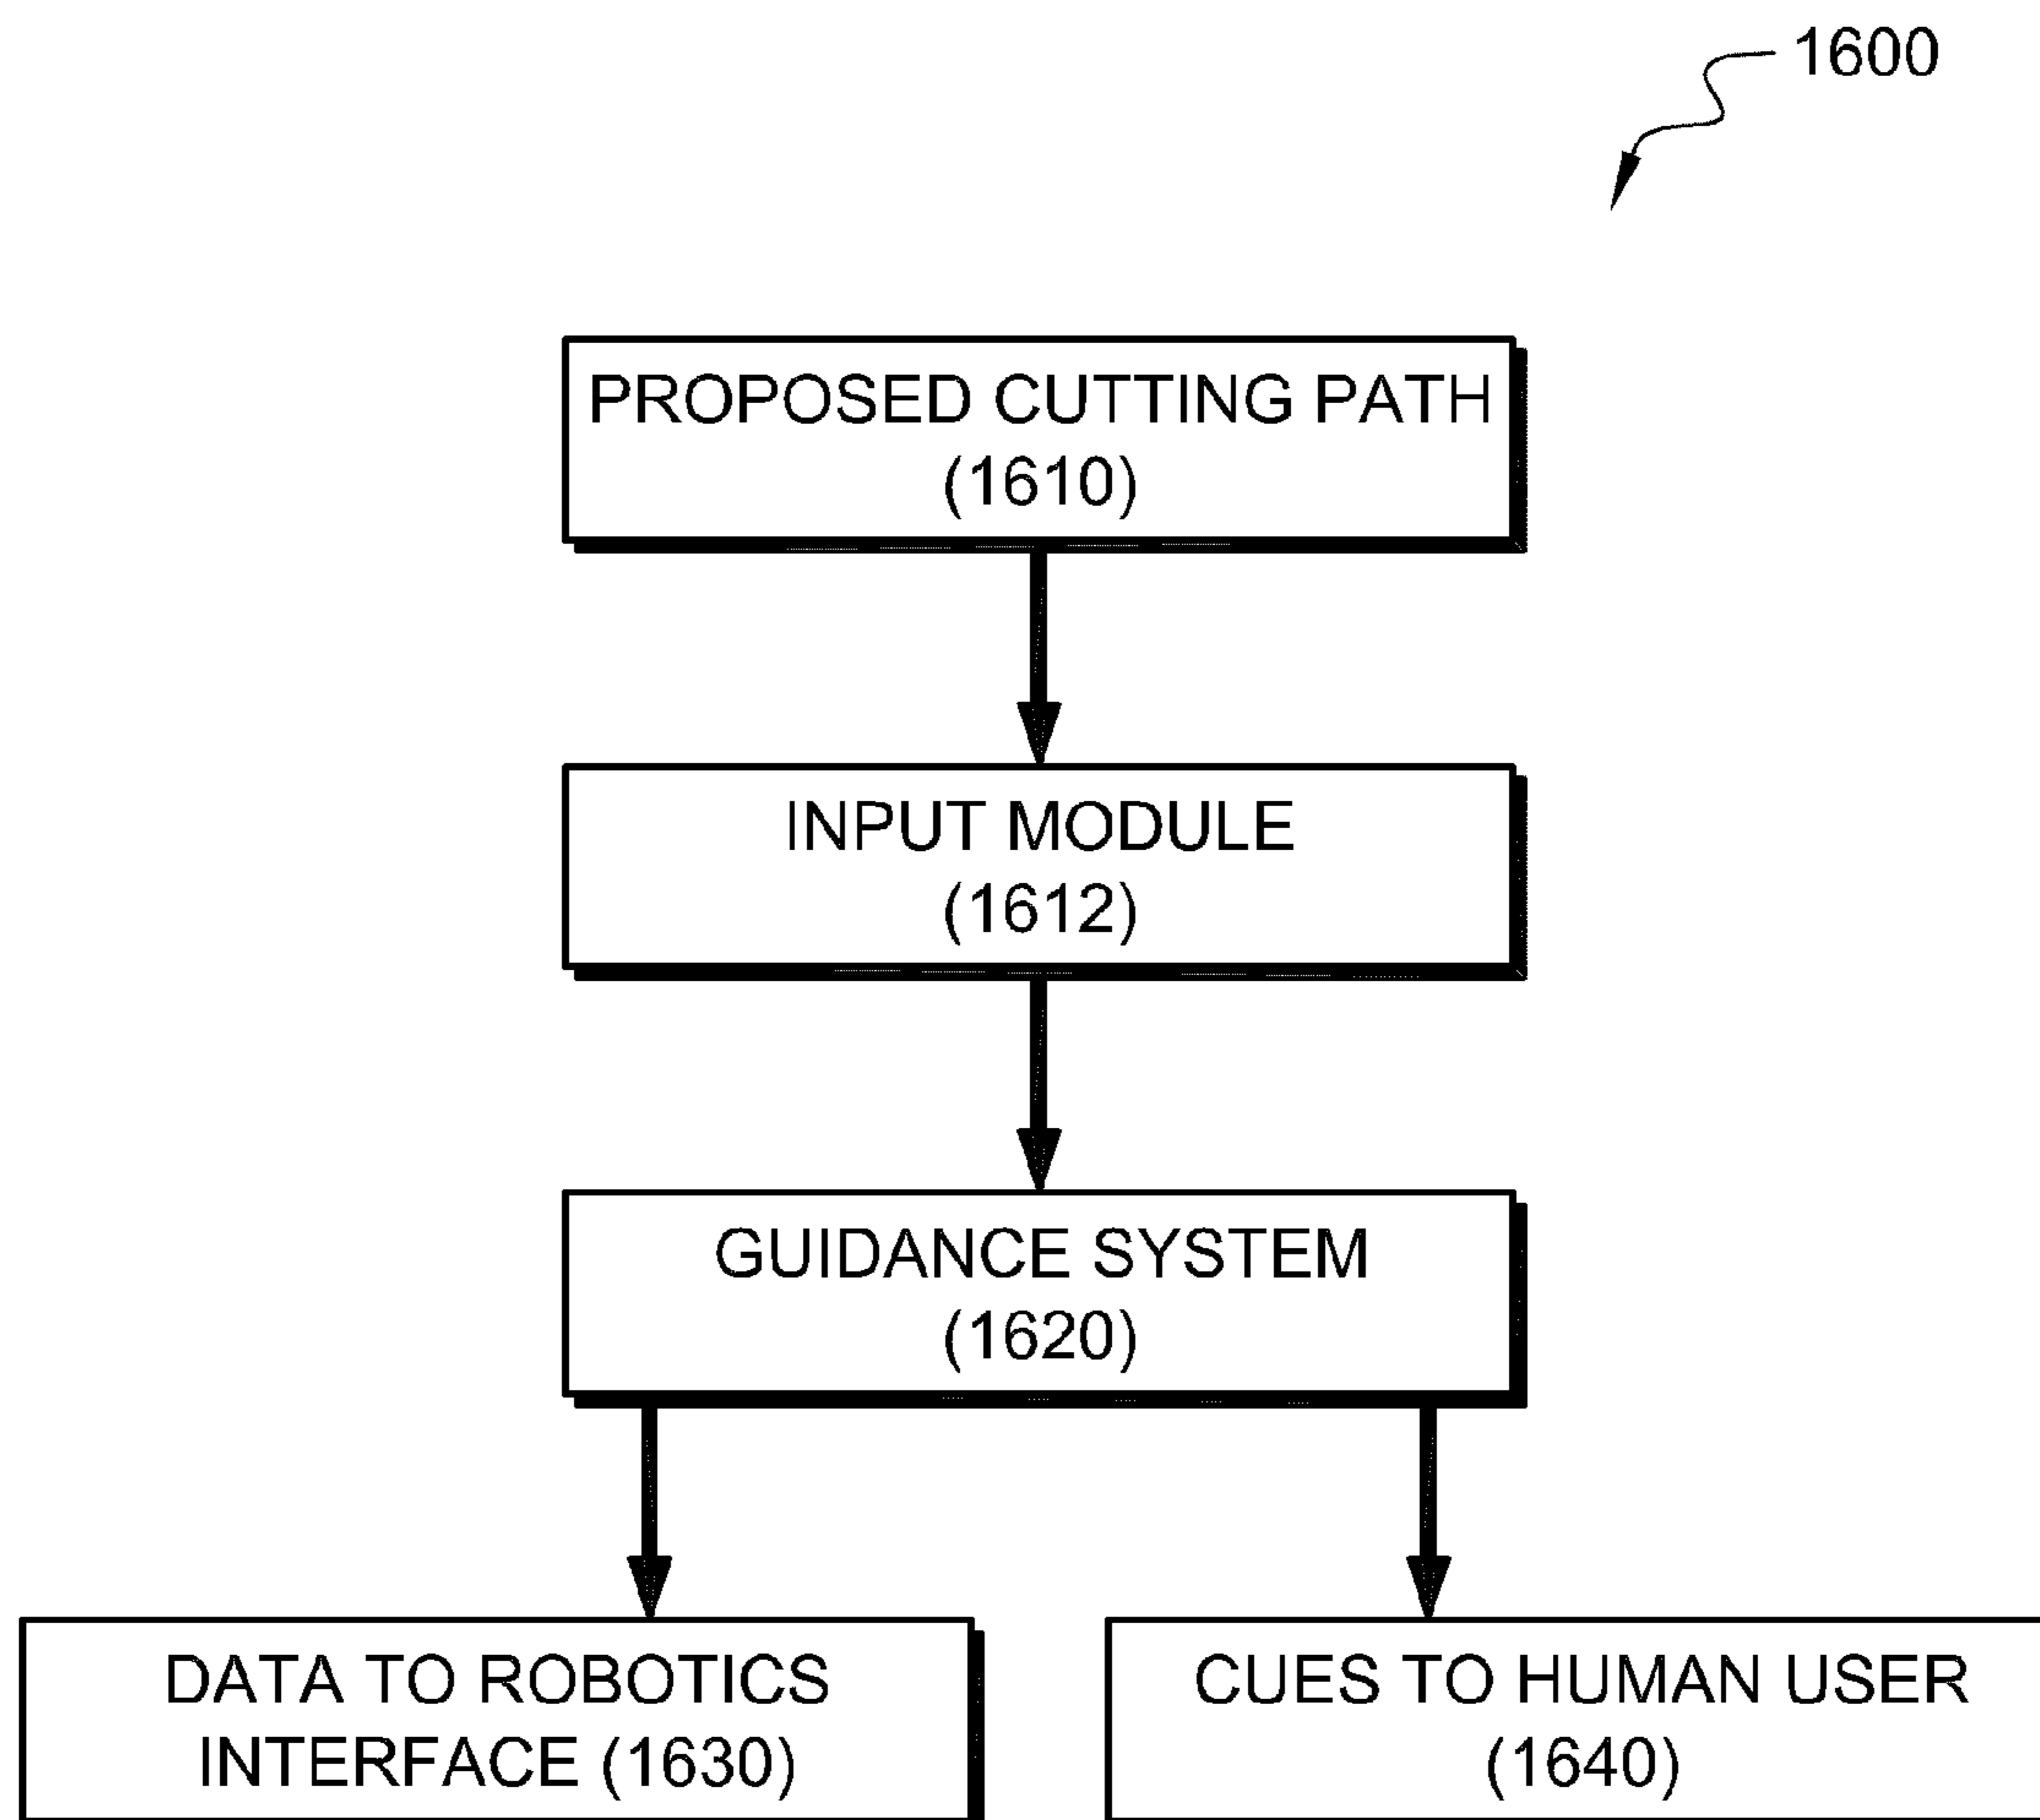 1600
PROPOSED CUTTING PATH
(1610)
INPUT MODULE
(1612)
GUIDANCE SYSTEM
(1620)
DATA TO ROBOTICS
INTERFACE (1630)
CUES TO HUMAN USER
(1640)